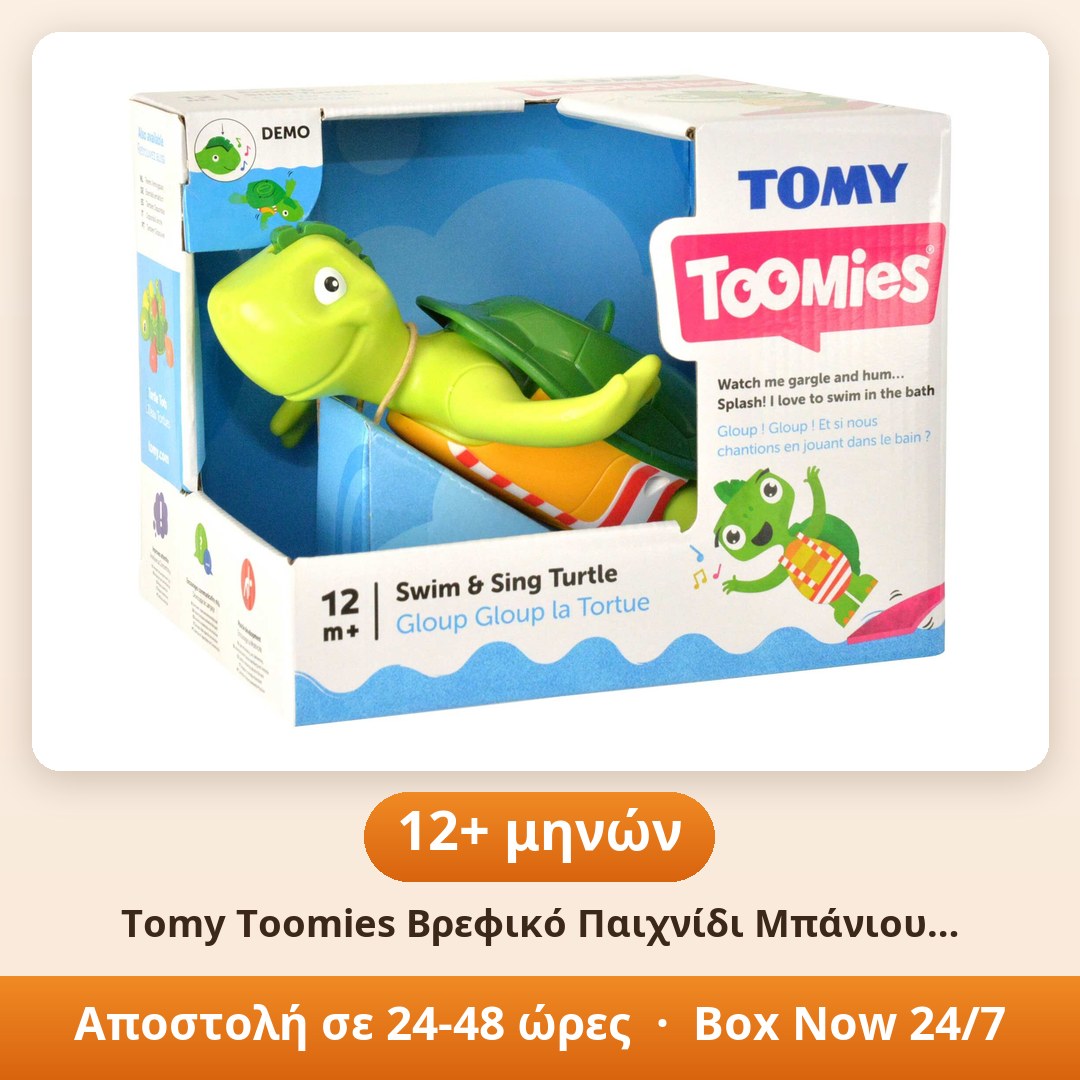 DEMO
TOMY
TOOMiES®
Watch me gargle and hum...
Splash! I love to swim in the bath
Gloup ! Gloup ! Et si nous
chantions en jouant dans le bain ?
12
m+
Swim & Sing Turtle
Gloup Gloup la Tortue
tomy.com
12+ μηνών
Tomy Toomies Βρεφικό Παιχνίδι Μπάνιου...
Αποστολή σε 24-48 ώρες · Box Now 24/7